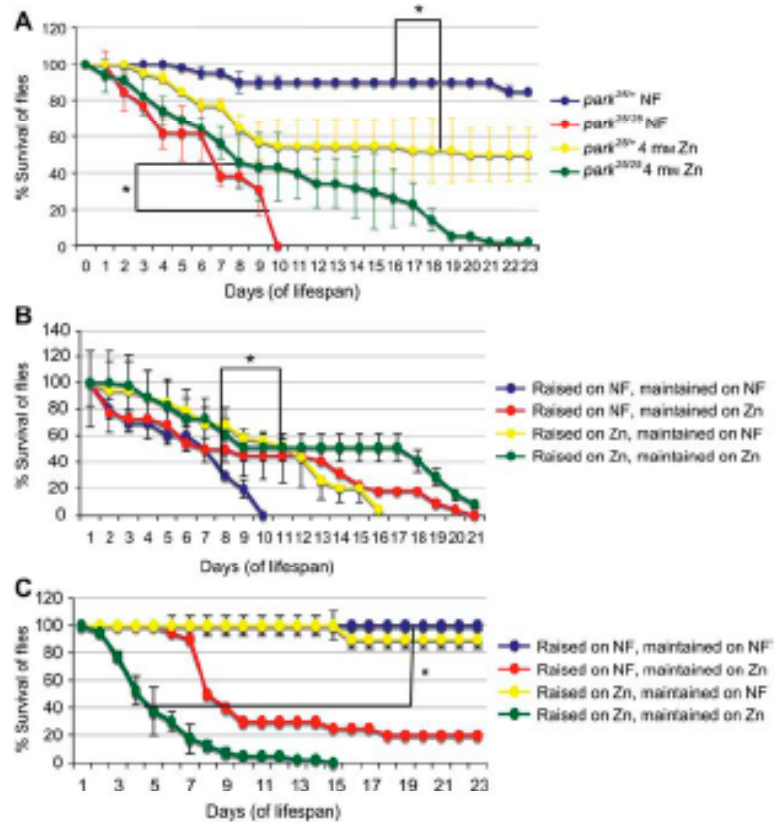 A
*
120
100
80
60
40
20
0
% Survival of flies
*
0 1 2 3 4 5 6 7 8 9 10 11 12 13 14 15 16 17 18 19 20 21 22 23
Days (of lifespan)
park25/+ NF
park25/25 NF
park25/+ 4 mM Zn
park25/25 4 mM Zn
B
140
120
100
80
60
40
20
0
% Survival of flies
*
1 2 3 4 5 6 7 8 9 10 11 12 13 14 15 16 17 18 19 20 21
Days (of lifespan)
Raised on NF, maintained on NF
Raised on NF, maintained on Zn
Raised on Zn, maintained on NF
Raised on Zn, maintained on Zn
C
120
100
80
60
40
20
0
% Survival of flies
*
1 3 5 7 9 11 13 15 17 19 21 23
Days (of lifespan)
Raised on NF, maintained on NF
Raised on NF, maintained on Zn
Raised on Zn, maintained on NF
Raised on Zn, maintained on Zn